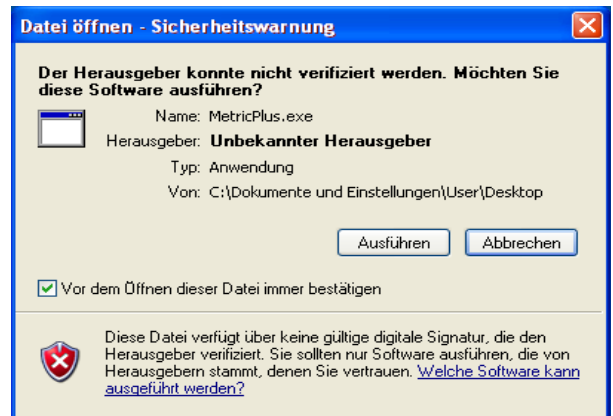 Datei öffnen - Sicherheitswarnung
Der Herausgeber konnte nicht verifiziert werden. Möchten Sie
diese Software ausführen?
Name: MetricPlus.exe
Herausgeber: Unbekannter Herausgeber
Typ: Anwendung
Von: C:\Dokumente und Einstellungen\User\Desktop
Ausführen Abbrechen
Vor dem Öffnen dieser Datei immer bestätigen
Diese Datei verfügt über keine gültige digitale Signatur, die den
Herausgeber verifiziert. Sie sollten nur Software ausführen, die von
Herausgebern stammt, denen Sie vertrauen. Welche Software kann
ausgeführt werden?